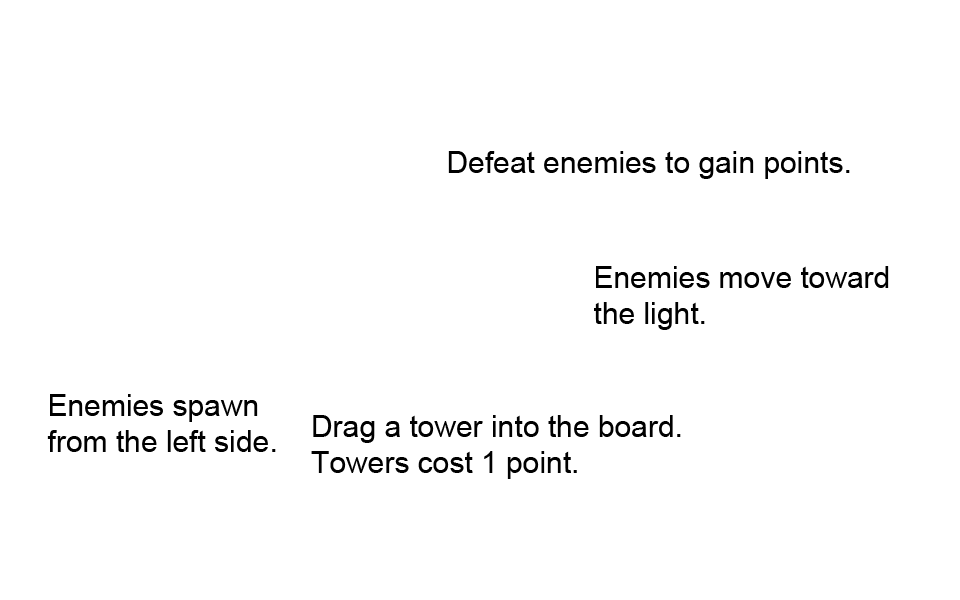 Defeat enemies to gain points.
Enemies move toward
the light.
Enemies spawn
from the left side.
Drag a tower into the board.
Towers cost 1 point.